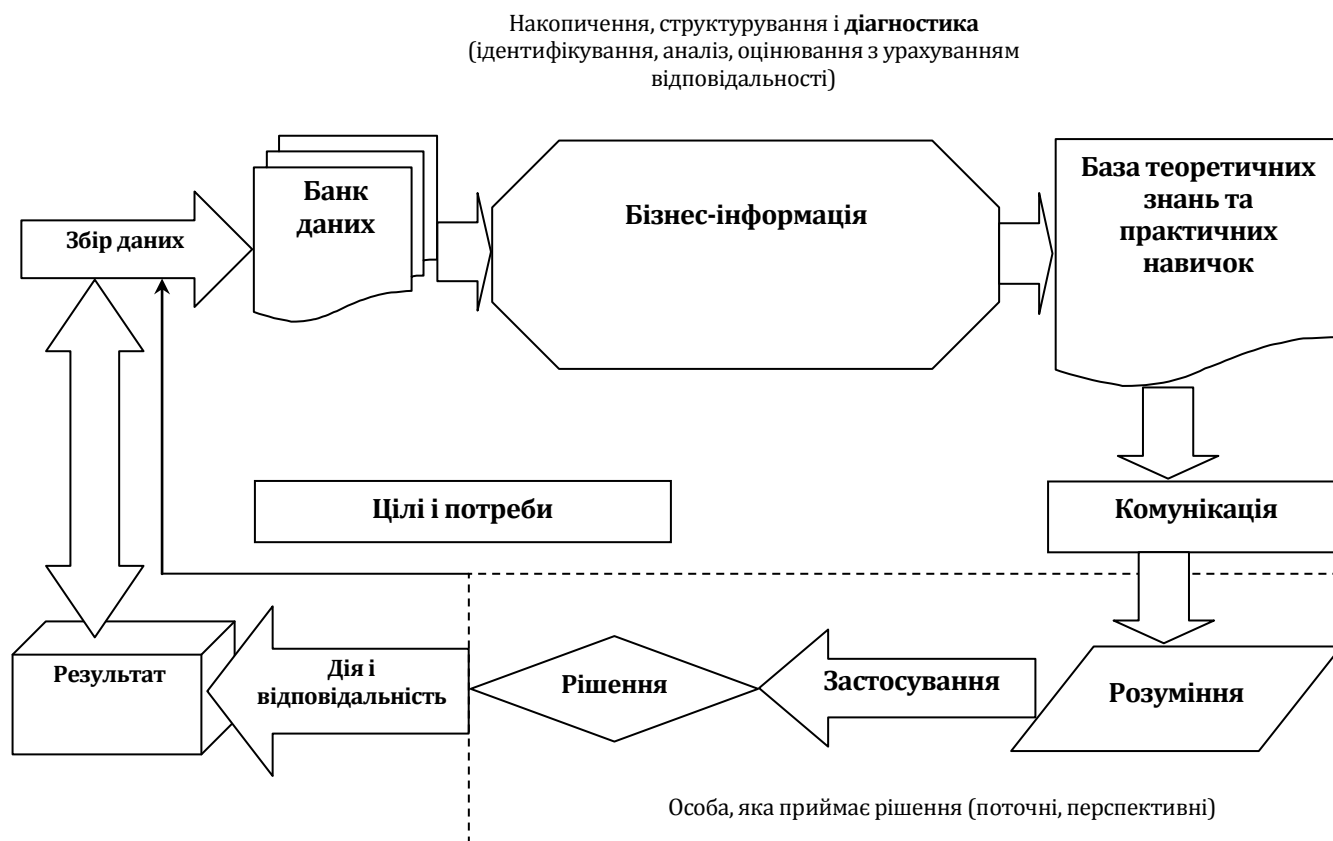 Накопичення, структурування і діагностика
(ідентифікування, аналіз, оцінювання з урахуванням
відповідальності)
Збір даних
Банк
даних
Бізнес-інформація
База теоретичних
знань та
практичних
навичок
Цілі і потреби
Комунікація
Результат
Дія і
відповідальність
Рішення
Застосування
Розуміння
Особа, яка приймає рішення (поточні, перспективні)